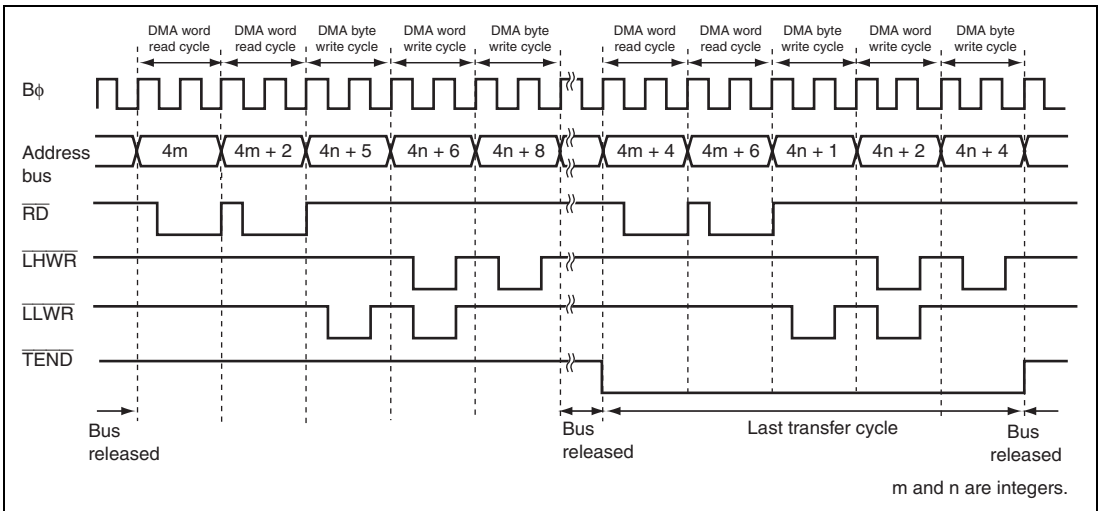 DMA word read cycle DMA word read cycle DMA byte write cycle DMA word write cycle DMA byte write cycle DMA word read cycle DMA word read cycle DMA byte write cycle DMA word write cycle DMA byte write cycle
Bϕ
Address bus 4m 4m + 2 4n + 5 4n + 6 4n + 8 4m + 4 4m + 6 4n + 1 4n + 2 4n + 4
RD
LHWR
LLWR
TEND
Bus released Bus released Last transfer cycle Bus released
m and n are integers.